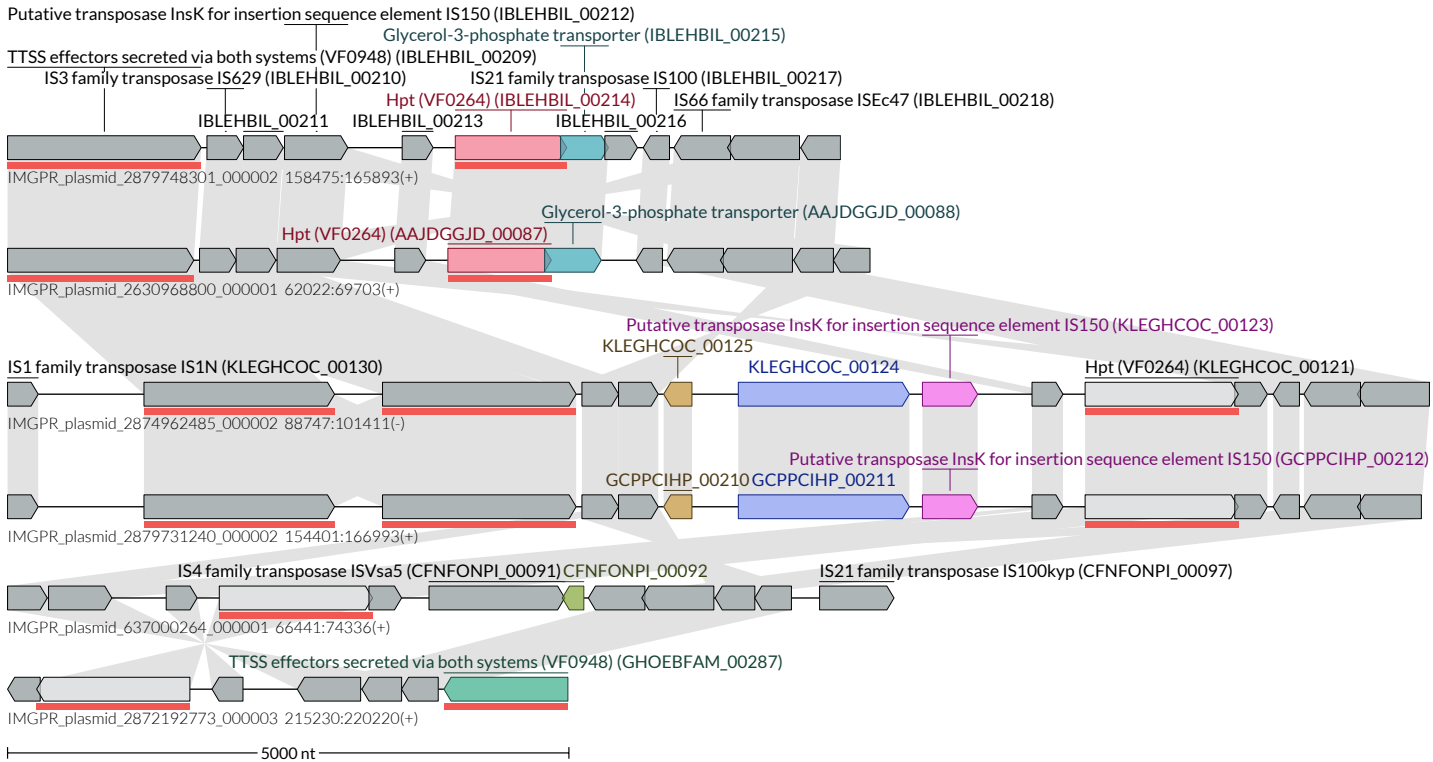 Putative transposase InsK for insertion sequence element IS150 (IBLEHBIL_00212)
Glycerol-3-phosphate transporter (IBLEHBIL_00215)
TTSS effectors secreted via both systems (VF0948) (IBLEHBIL_00209)
IS3 family transposase IS629 (IBLEHBIL_00210)
IS21 family transposase IS100 (IBLEHBIL_00217)
Hpt (VF0264) (IBLEHBIL_00214)
IS66 family transposase ISEc47 (IBLEHBIL_00218)
IBLEHBIL_00211
IBLEHBIL_00213
IBLEHBIL_00216
IMGPR_plasmid_2879748301_000002 158475:165893(+)
Glycerol-3-phosphate transporter (AAJDGGJD_00088)
Hpt (VF0264) (AAJDGGJD_00087)
IMGPR_plasmid_2630968800_000001 62022:69703(+)
Putative transposase InsK for insertion sequence element IS150 (KLEGHCOC_00123)
KLEGHCOC_00125
IS1 family transposase IS1N (KLEGHCOC_00130)
KLEGHCOC_00124
Hpt (VF0264) (KLEGHCOC_00121)
IMGPR_plasmid_2874962485_000002 88747:101411(-)
Putative transposase InsK for insertion sequence element IS150 (GCPPCIHP_00212)
GCPPCIHP_00210
GCPPCIHP_00211
IMGPR_plasmid_2879731240_000002 154401:166993(+)
IS4 family transposase ISVsa5 (CFNFONPI_00091)
CFNFONPI_00092
IS21 family transposase IS100kyp (CFNFONPI_00097)
IMGPR_plasmid_637000264_000001 66441:74336(+)
TTSS effectors secreted via both systems (VF0948) (GHOEBFAM_00287)
IMGPR_plasmid_2872192773_000003 215230:220220(+)
5000 nt